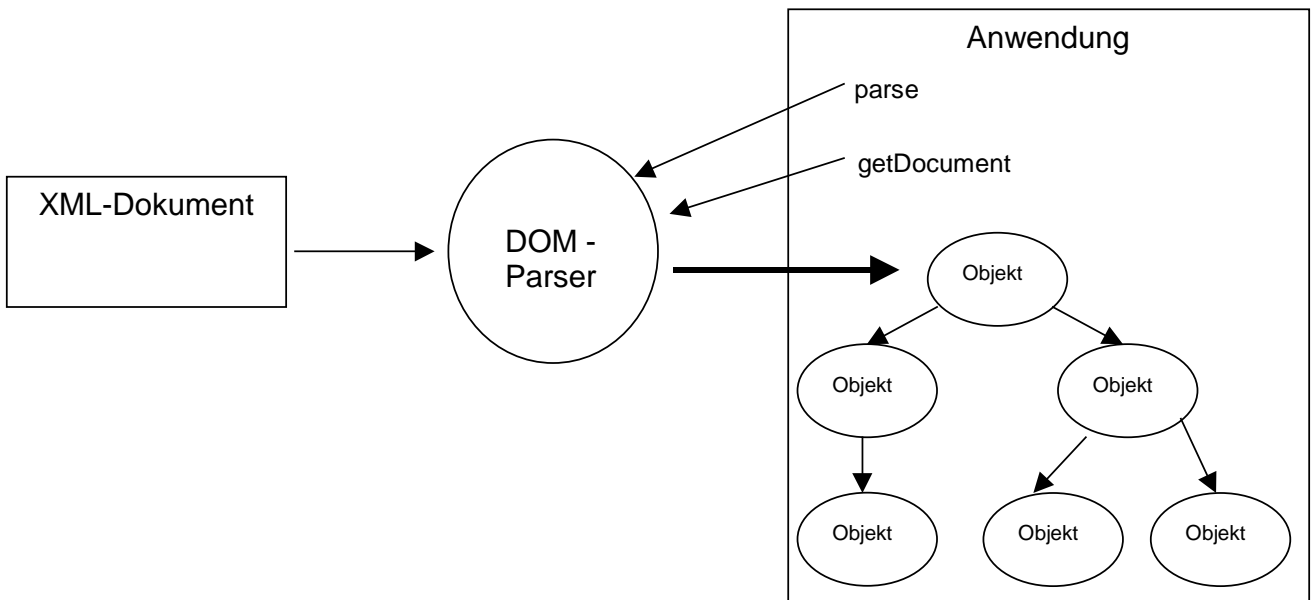 Anwendung
parse
getDocument
XML-Dokument
DOM -
Parser
Objekt
Objekt
Objekt
Objekt
Objekt
Objekt